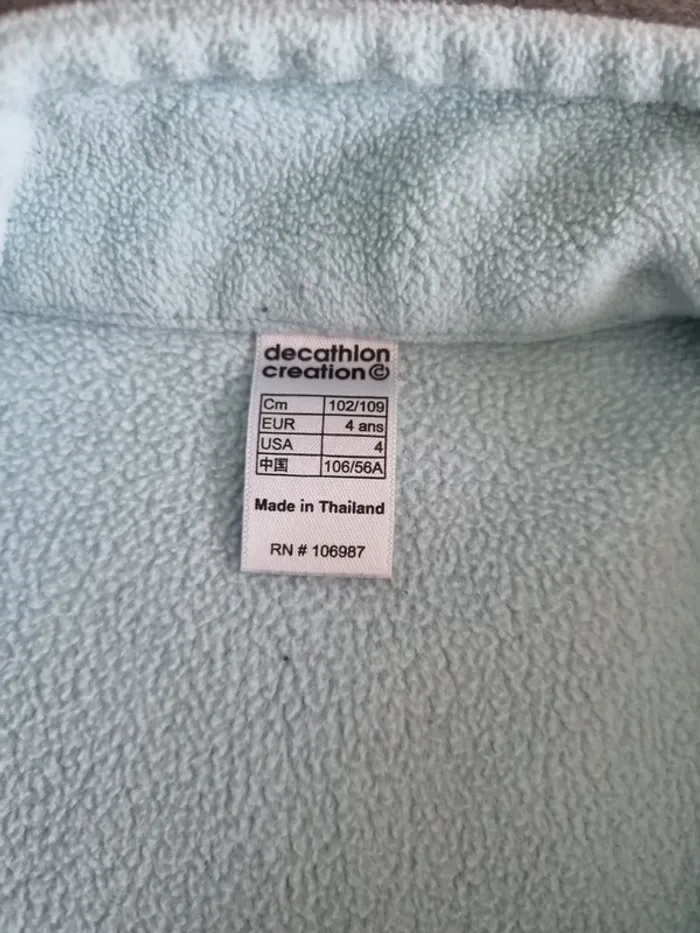 decathlon
creation©
Cm 102/109
EUR 4 ans
USA 4
中国 106/56A
Made in Thailand
RN # 106987